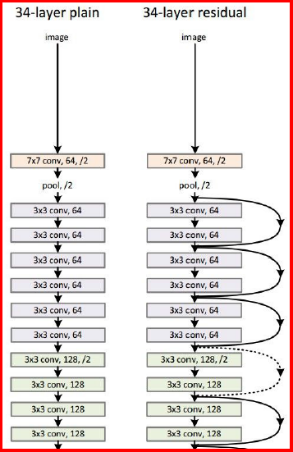 34-layer plain
image
7x7 conv, 64, /2
pool, /2
3x3 conv, 64
3x3 conv, 64
3x3 conv, 64
3x3 conv, 64
3x3 conv, 64
3x3 conv, 64
3x3 conv, 128, /2
3x3 conv, 128
3x3 conv, 128
3x3 conv, 128
34-layer residual
image
7x7 conv, 64, /2
pool, /2
3x3 conv, 64
3x3 conv, 64
3x3 conv, 64
3x3 conv, 64
3x3 conv, 64
3x3 conv, 64
3x3 conv, 128, /2
3x3 conv, 128
3x3 conv, 128
3x3 conv, 128